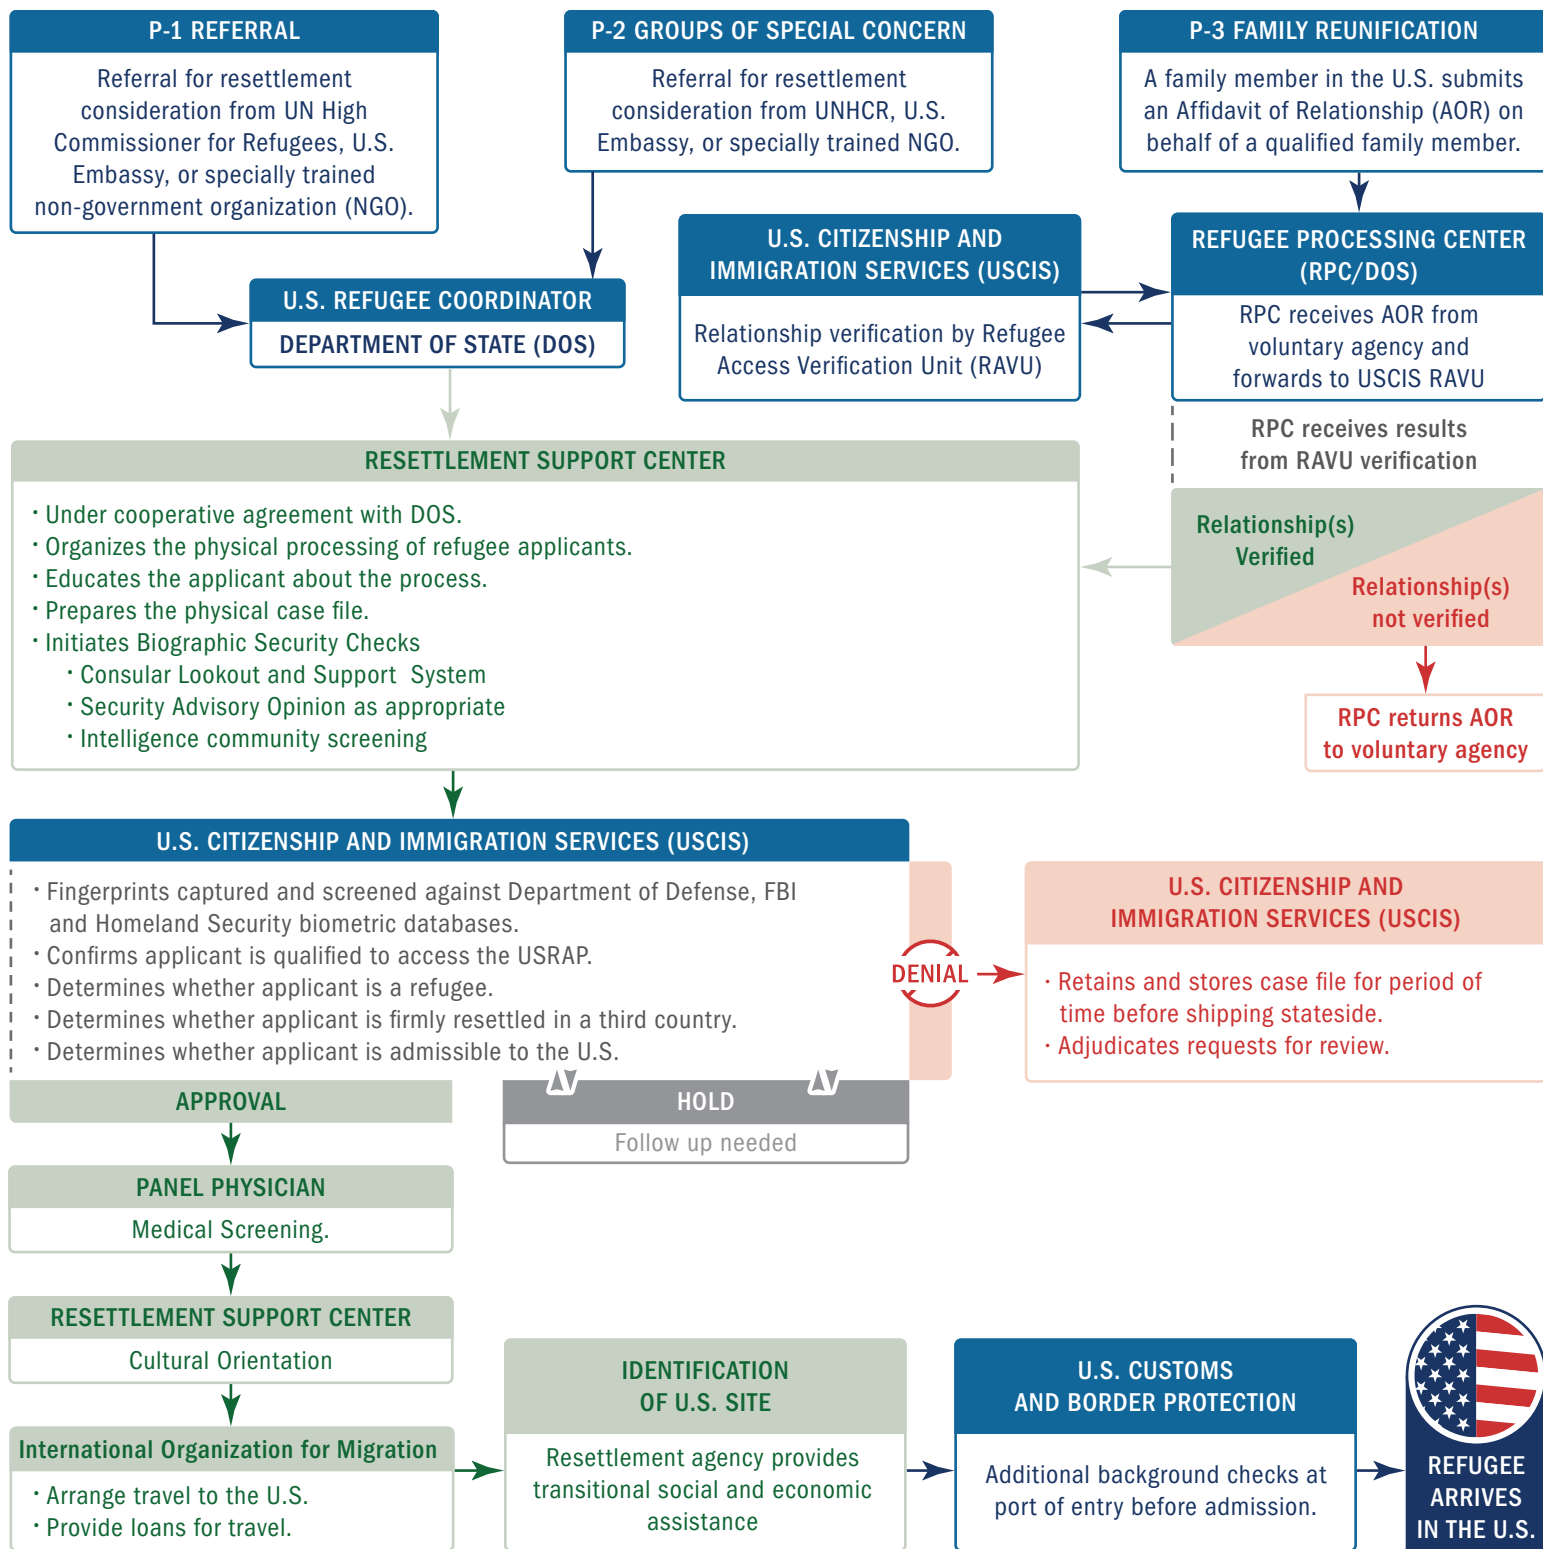 P-1 REFERRAL
Referral for resettlement
consideration from UN High
Commissioner for Refugees, U.S.
Embassy, or specially trained
non-government organization (NGO).
P-2 GROUPS OF SPECIAL CONCERN
Referral for resettlement
consideration from UNHCR, U.S.
Embassy, or specially trained NGO.
P-3 FAMILY REUNIFICATION
A family member in the U.S. submits
an Affidavit of Relationship (AOR) on
behalf of a qualified family member.
U.S. REFUGEE COORDINATOR
DEPARTMENT OF STATE (DOS)
U.S. CITIZENSHIP AND
IMMIGRATION SERVICES (USCIS)
Relationship verification by Refugee
Access Verification Unit (RAVU)
REFUGEE PROCESSING CENTER
(RPC/DOS)
RPC receives AOR from
voluntary agency and
forwards to USCIS RAVU
RPC receives results
from RAVU verification
Relationship(s)
Verified
Relationship(s)
not verified
RPC returns AOR
to voluntary agency
RESETTLEMENT SUPPORT CENTER
· Under cooperative agreement with DOS.
· Organizes the physical processing of refugee applicants.
· Educates the applicant about the process.
· Prepares the physical case file.
· Initiates Biographic Security Checks
· Consular Lookout and Support System
· Security Advisory Opinion as appropriate
· Intelligence community screening
U.S. CITIZENSHIP AND IMMIGRATION SERVICES (USCIS)
· Fingerprints captured and screened against Department of Defense, FBI
and Homeland Security biometric databases.
· Confirms applicant is qualified to access the USRAP.
· Determines whether applicant is a refugee.
· Determines whether applicant is firmly resettled in a third country.
· Determines whether applicant is admissible to the U.S.
DENIAL
U.S. CITIZENSHIP AND
IMMIGRATION SERVICES (USCIS)
· Retains and stores case file for period of
time before shipping stateside.
· Adjudicates requests for review.
APPROVAL
HOLD
Follow up needed
PANEL PHYSICIAN
Medical Screening.
RESETTLEMENT SUPPORT CENTER
Cultural Orientation
International Organization for Migration
· Arrange travel to the U.S.
· Provide loans for travel.
IDENTIFICATION
OF U.S. SITE
Resettlement agency provides
transitional social and economic
assistance
U.S. CUSTOMS
AND BORDER PROTECTION
Additional background checks at
port of entry before admission.
REFUGEE
ARRIVES
IN THE U.S.